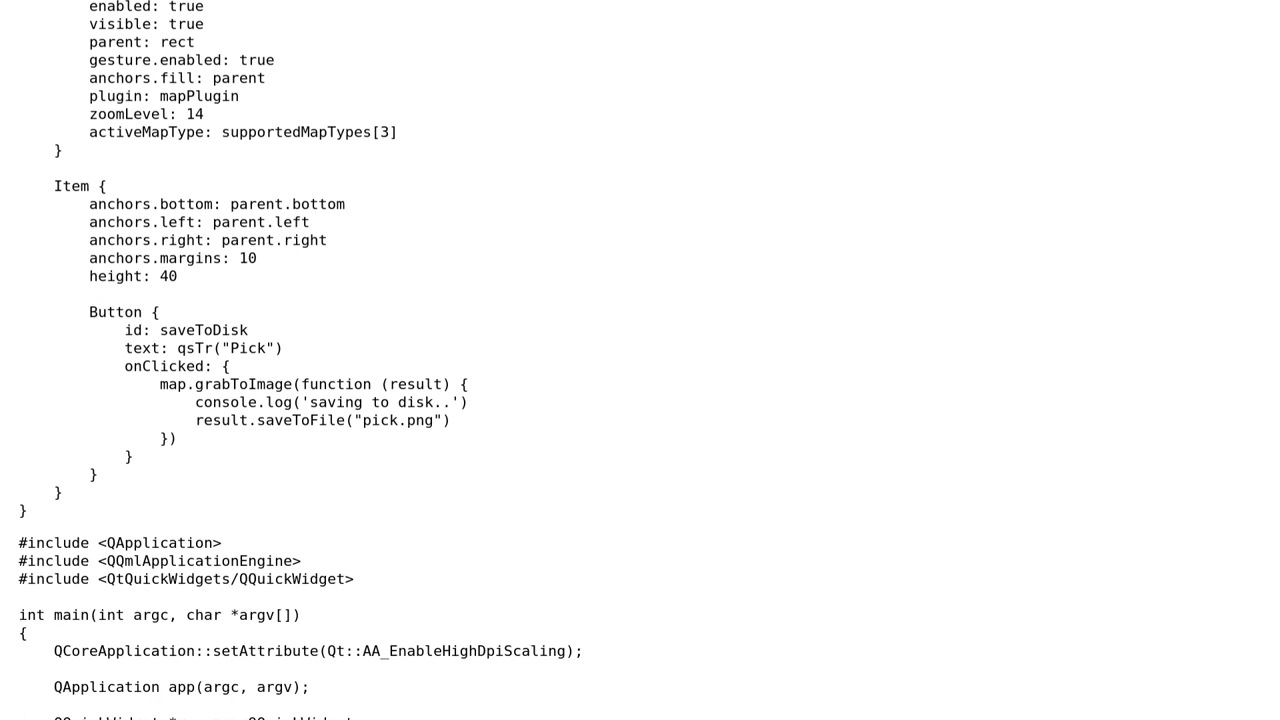 enabled: true
        visible: true
        parent: rect
        gesture.enabled: true
        anchors.fill: parent
        plugin: mapPlugin
        zoomLevel: 14
        activeMapType: supportedMapTypes[3]
    }

    Item {
        anchors.bottom: parent.bottom
        anchors.left: parent.left
        anchors.right: parent.right
        anchors.margins: 10
        height: 40

        Button {
            id: saveToDisk
            text: qsTr("Pick")
            onClicked: {
                map.grabToImage(function (result) {
                    console.log('saving to disk..')
                    result.saveToFile("pick.png")
                })
            }
        }
    }
}
#include <QApplication>
#include <QQmlApplicationEngine>
#include <QtQuickWidgets/QQuickWidget>

int main(int argc, char *argv[])
{
    QCoreApplication::setAttribute(Qt::AA_EnableHighDpiScaling);

    QApplication app(argc, argv);